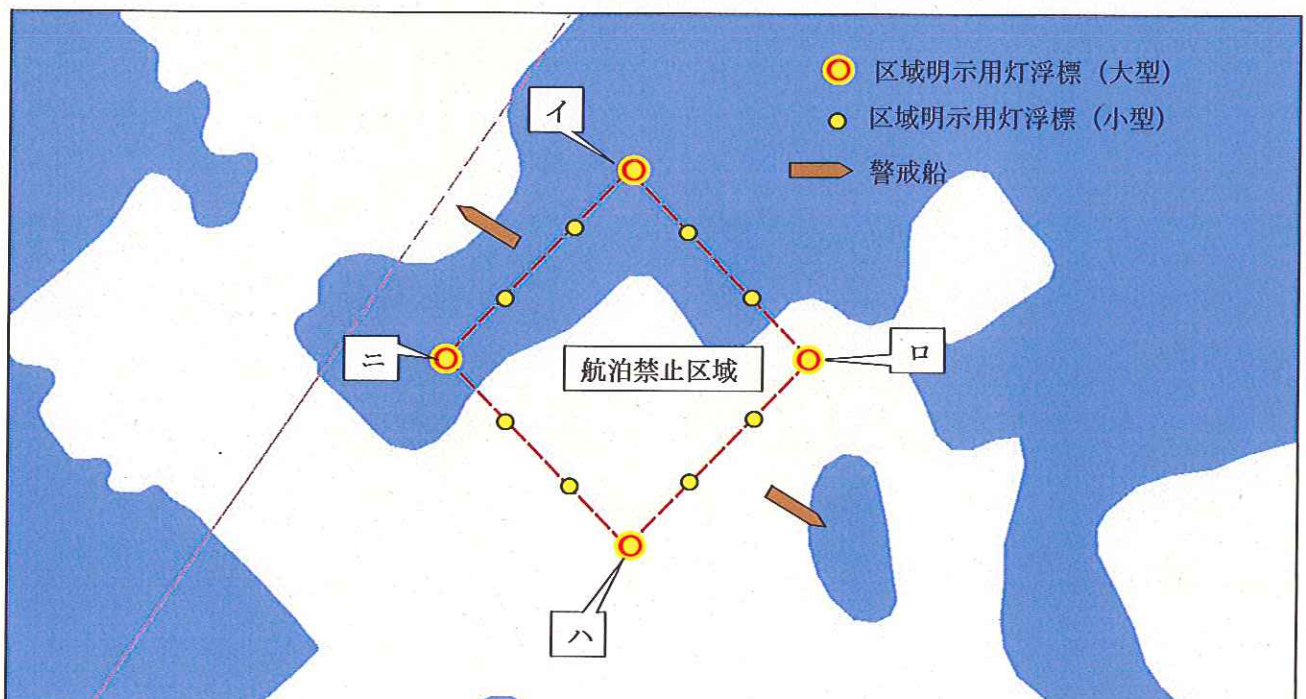 区域明示用灯浮標（大型）
区域明示用灯浮標（小型）
警戒船
イ
ニ
航泊禁止区域
ロ
ハ